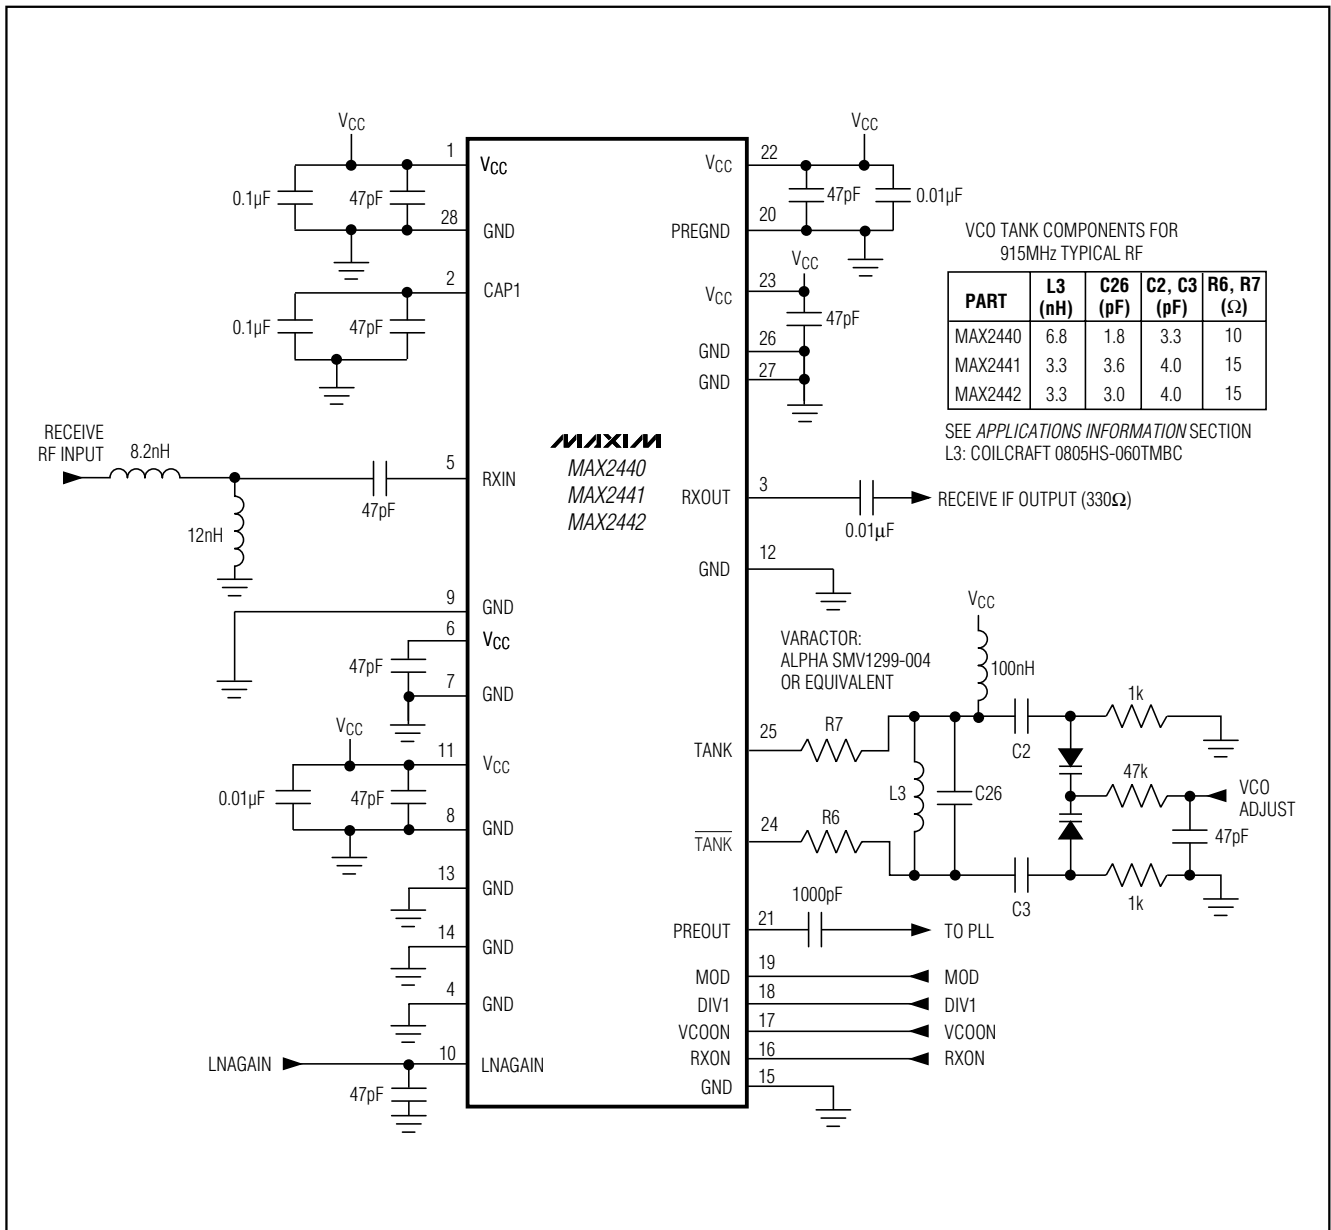 VCC
1
VCC
0.1µF
47pF
28
GND
2
CAP1
0.1µF
47pF
RECEIVE
RF INPUT
8.2nH
5
RXIN
47pF
12nH
9
GND
6
VCC
47pF
7
GND
VCC
11
VCC
0.01µF
47pF
8
GND
13
GND
14
GND
4
GND
LNAGAIN
10
LNAGAIN
47pF
MAXIM
MAX2440
MAX2441
MAX2442
VCC
VCC
22
47pF
0.01µF
20
PREGND
VCC
23
VCC
47pF
26
GND
27
GND
VCO TANK COMPONENTS FOR
915MHz TYPICAL RF
PART L3 (nH) C26 (pF) C2, C3 (pF) R6, R7 (Ω)
MAX2440 6.8 1.8 3.3 10
MAX2441 3.3 3.6 4.0 15
MAX2442 3.3 3.0 4.0 15
SEE APPLICATIONS INFORMATION SECTION
L3: COILCRAFT 0805HS-060TMBC
RXOUT
3
RECEIVE IF OUTPUT (330Ω)
0.01µF
12
GND
VCC
VARACTOR:
ALPHA SMV1299-004
OR EQUIVALENT
100nH
1k
R7
25
TANK
C2
47k
VCO
ADJUST
L3
C26
R6
24
TANK
47pF
C3
1k
1000pF
PREOUT
21
TO PLL
MOD
19
MOD
DIV1
18
DIV1
VCOON
17
VCOON
RXON
16
RXON
GND
15